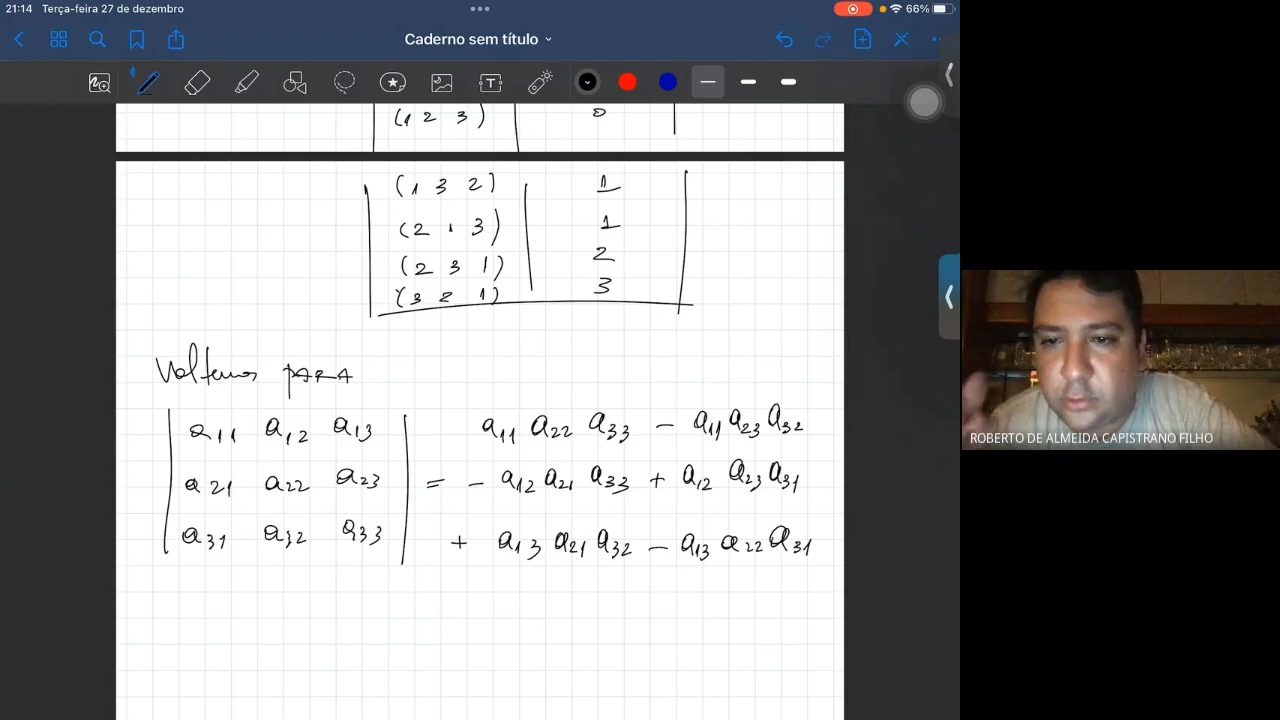 21:14 Terça-feira 27 de dezembro 66%
Caderno sem título
(1 2 3) 0
(1 3 2) 1
(2 1 3) 1
(2 3 1) 2
(3 2 1) 3
Voltemos PARA
a11 a12 a13 a11 a22 a33 - a11 a23 a32
a21 a22 a23 = - a12 a21 a33 + a12 a23 a31
a31 a32 a33 + a13 a21 a32 - a13 a22 a31
ROBERTO DE ALMEIDA CAPISTRANO FILHO